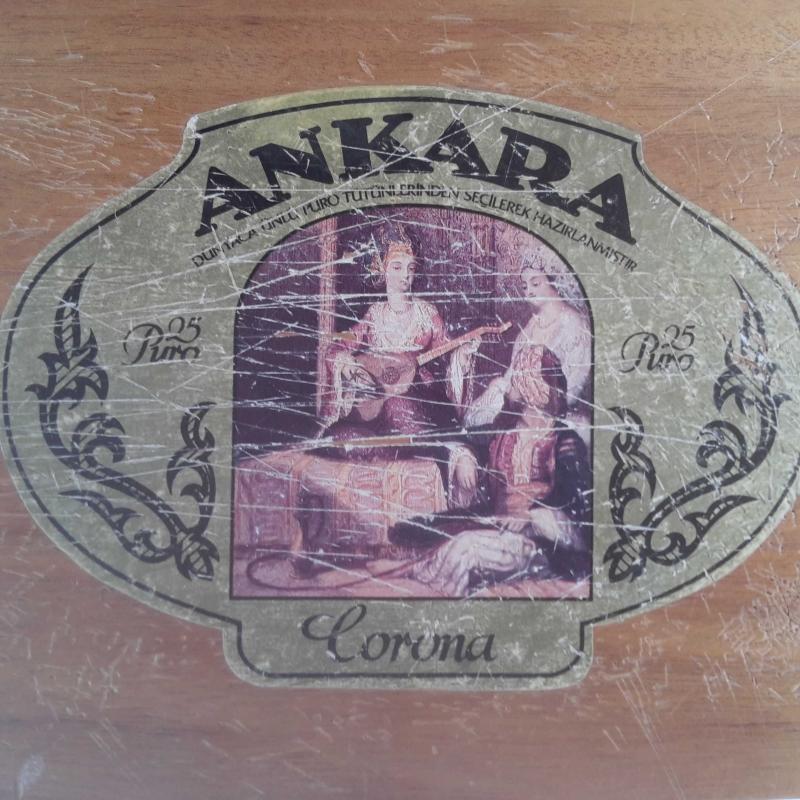 ANKARA
DÜNYACA ÜNLÜ PURO TÜTÜNLERİNDEN SEÇİLEREK HAZIRLANMIŞTIR
25 Puro
25 Puro
Corona